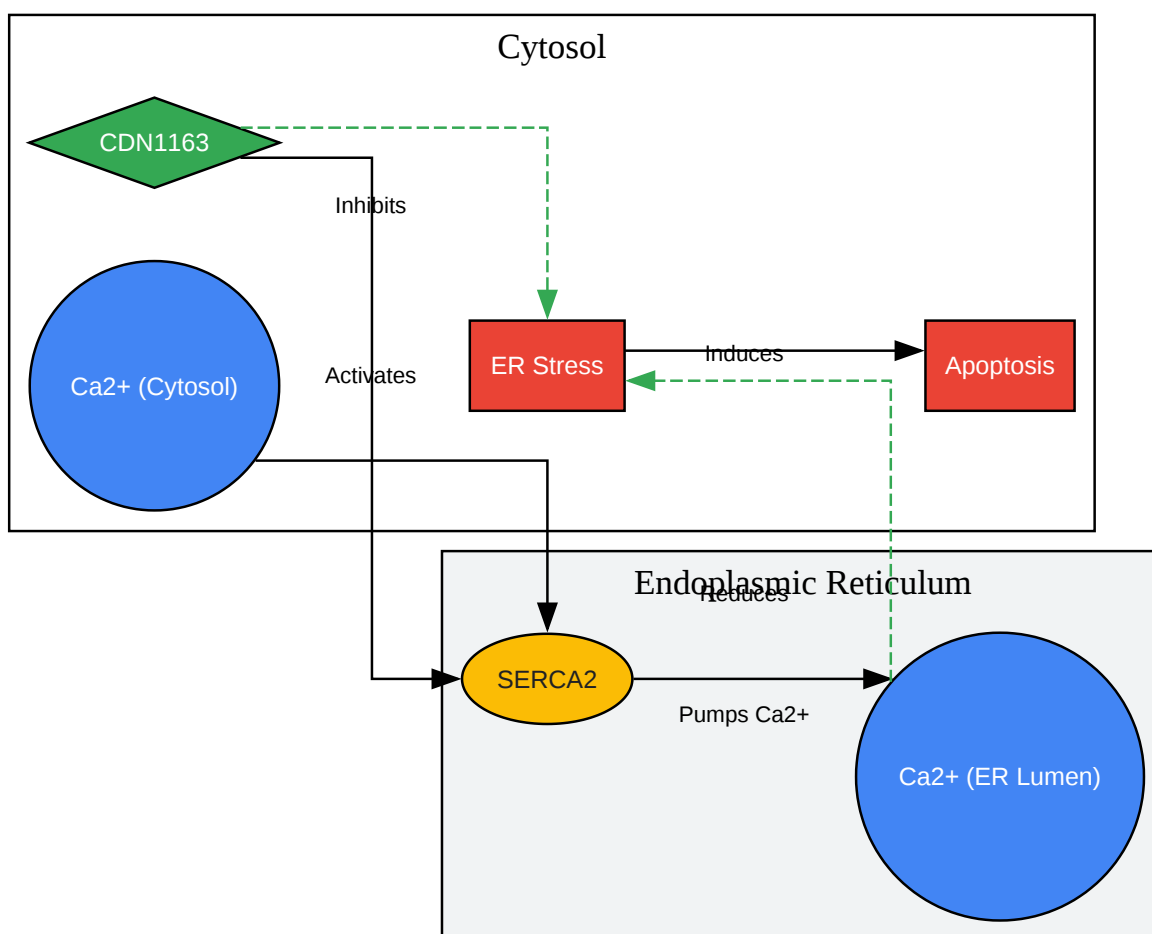 Cytosol
CDN1163
Inhibits
Ca2+ (Cytosol)
Activates
ER Stress
Induces
Apoptosis
Endoplasmic Reticulum
Reduces
SERCA2
Pumps Ca2+
Ca2+ (ER Lumen)